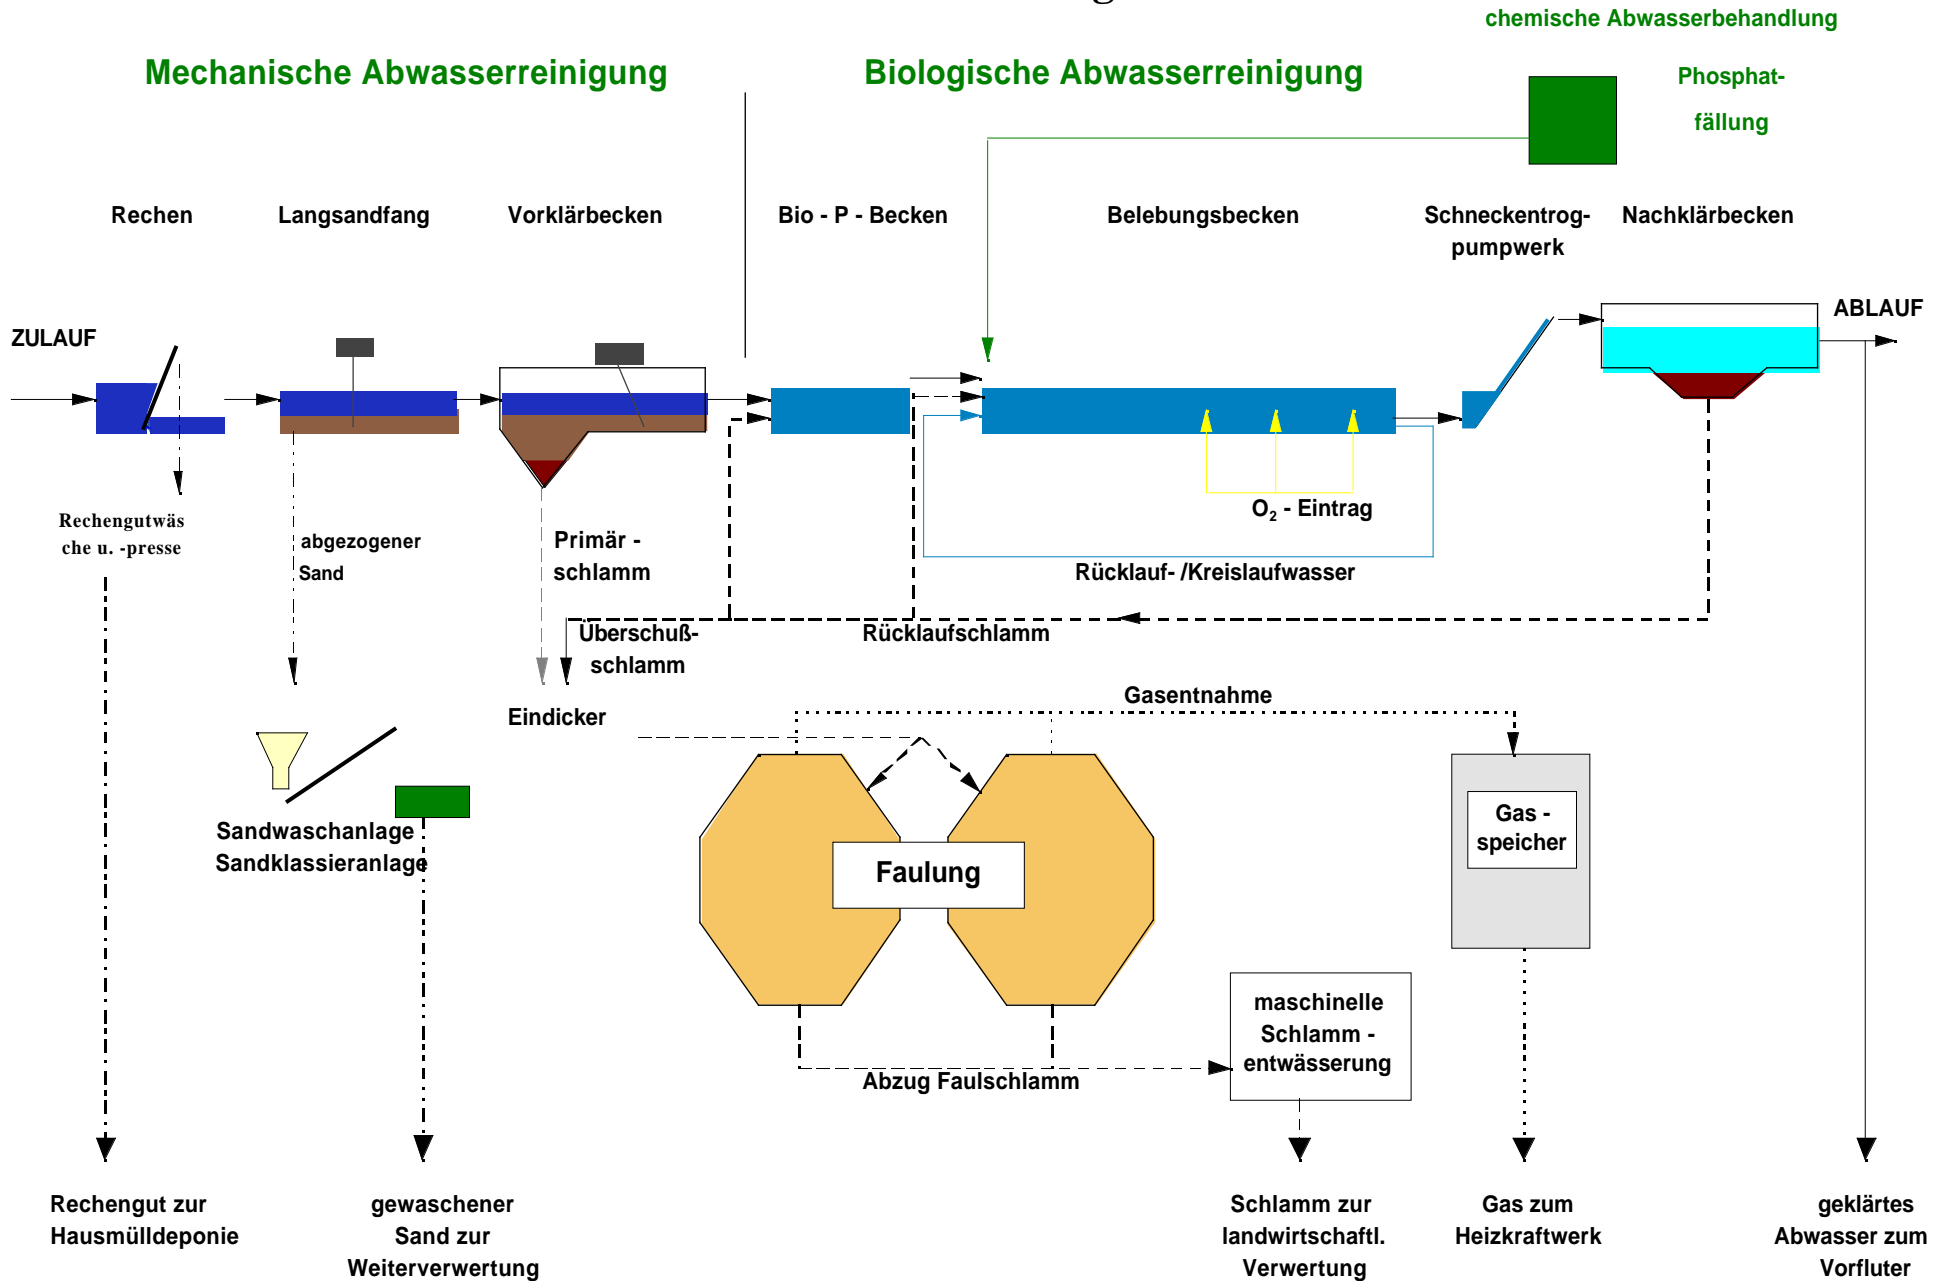 chemische Abwasserbehandlung
Mechanische Abwasserreinigung
Biologische Abwasserreinigung
Phosphat-
fällung
Rechen
Langsandfang
Vorklärbecken
Bio - P - Becken
Belebungsbecken
Schneckentrog-
pumpwerk
Nachklärbecken
ZULAUF
ABLAUF
Rechengutwäs
che u. -presse
abgezogener
Sand
Primär -
schlamm
O₂ - Eintrag
Rücklauf- /Kreislaufwasser
Überschuß-
schlamm
Rücklaufschlamm
Eindicker
Gasentnahme
Sandwaschanlage
Sandklassieranlage
Faulung
Gas -
speicher
maschinelle
Schlamm -
entwässerung
Abzug Faulschlamm
Rechengut zur
Hausmülldeponie
gewaschener
Sand zur
Weiterverwertung
Schlamm zur
landwirtschaftl.
Verwertung
Gas zum
Heizkraftwerk
geklärtes
Abwasser zum
Vorfluter